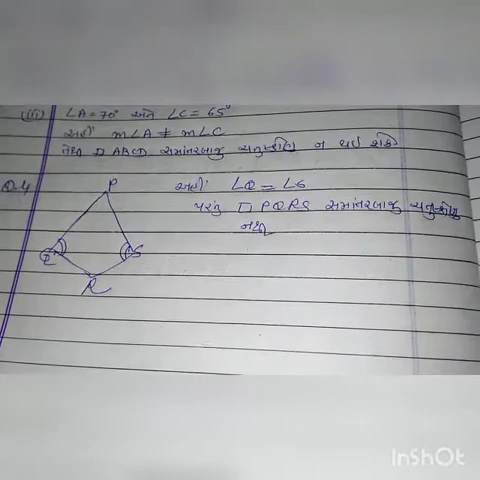 (iii) ∠A = 70° અને ∠C = 65°
અહીં m∠A ≠ m∠C
તેથી □ ABCD સમાંતરબાજુ ચતુષ્કોણ ન થઈ શકે
Q.4 અહીં ∠Q = ∠S
પરંતુ □ PQRS સમાંતરબાજુ ચતુષ્કોણ
નથી
P
Q
S
R
InShOt